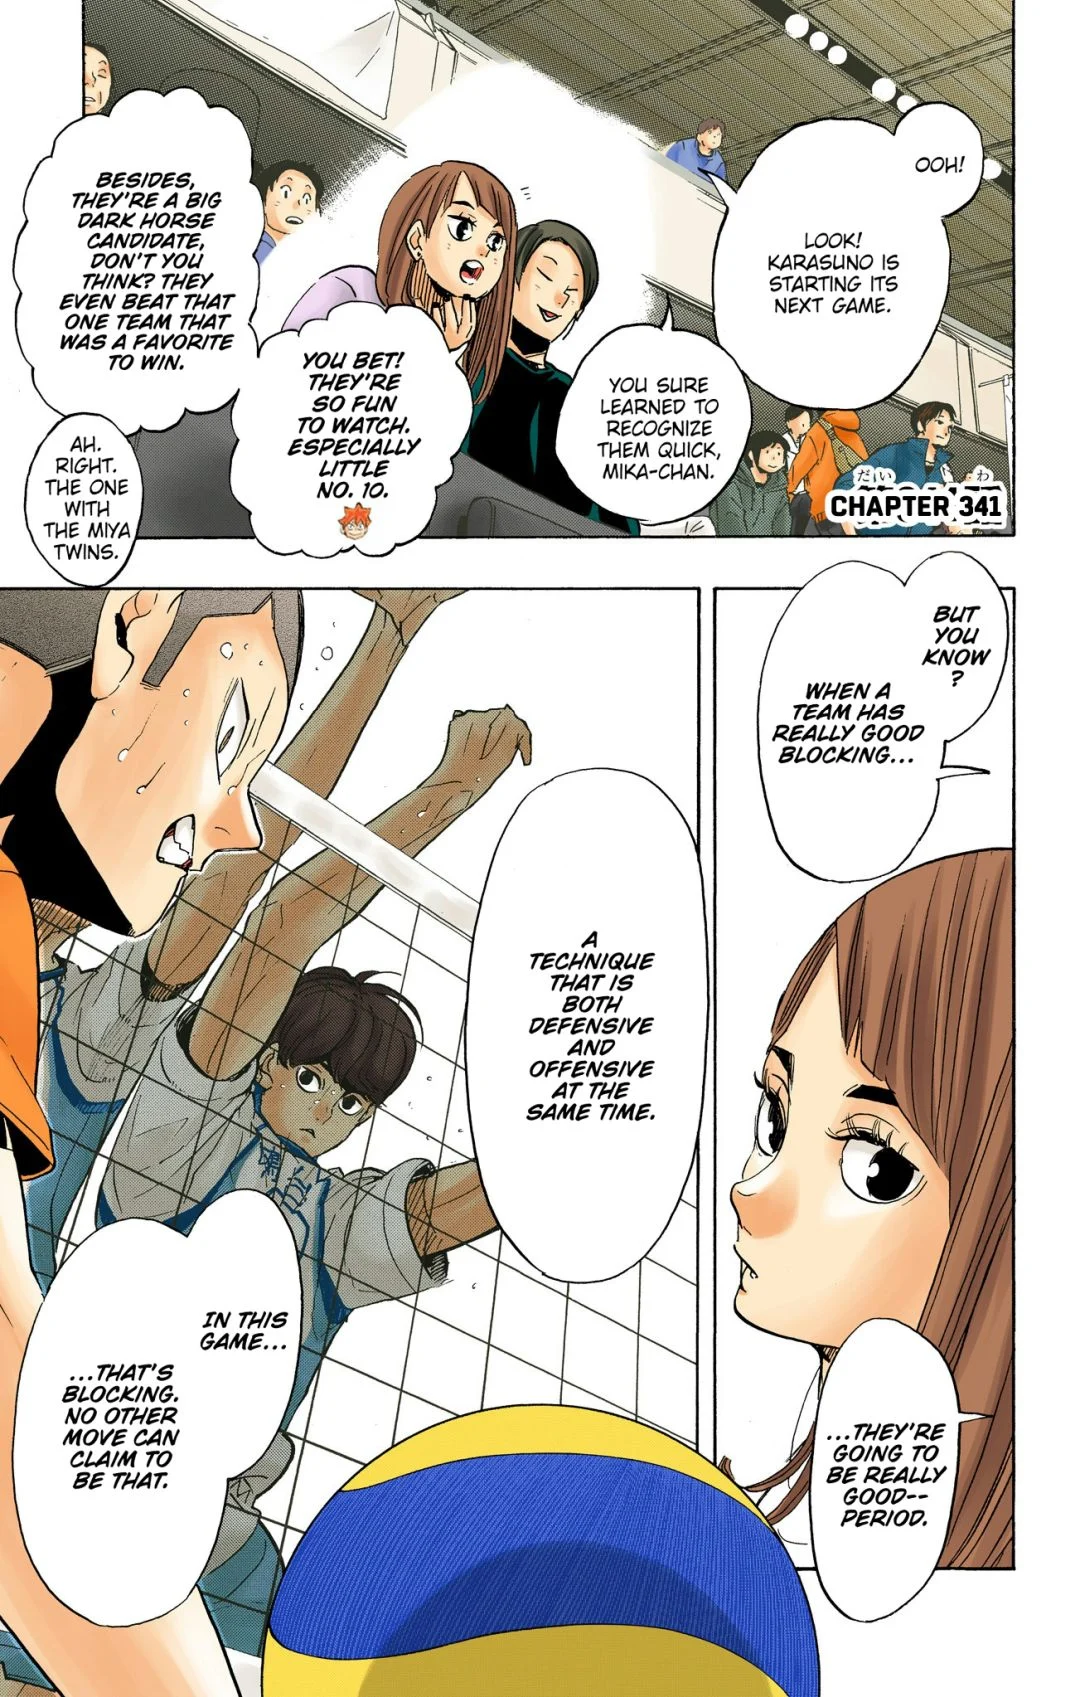 OOH!
LOOK!
KARASUNO IS
STARTING ITS
NEXT GAME.
YOU SURE
LEARNED TO
RECOGNIZE
THEM QUICK,
MIKA-CHAN.
YOU BET!
THEY'RE
SO FUN
TO WATCH.
ESPECIALLY
LITTLE
NO. 10.
BESIDES,
THEY'RE A BIG
DARK HORSE
CANDIDATE,
DON'T YOU
THINK? THEY
EVEN BEAT THAT
ONE TEAM THAT
WAS A FAVORITE
TO WIN.
AH.
RIGHT.
THE ONE
WITH
THE MIYA
TWINS.
だい わ
CHAPTER 341
BUT
YOU
KNOW
?
WHEN A
TEAM HAS
REALLY GOOD
BLOCKING...
...THEY'RE
GOING TO
BE REALLY
GOOD--
PERIOD.
A
TECHNIQUE
THAT IS
BOTH
DEFENSIVE
AND
OFFENSIVE
AT THE
SAME TIME.
IN THIS
GAME...
...THAT'S
BLOCKING.
NO OTHER
MOVE CAN
CLAIM TO
BE THAT.